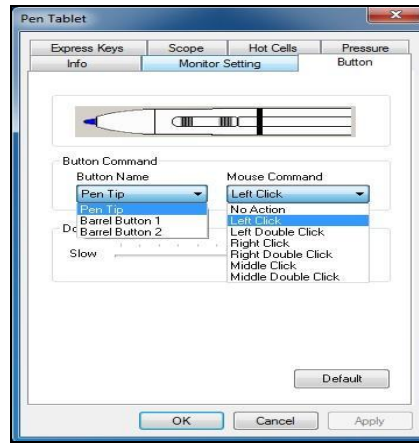 Pen Tablet
Express Keys Scope Hot Cells Pressure
Info Monitor Setting Button
Button Command
Button Name Mouse Command
Pen Tip Left Click
Pen Tip No Action
Barrel Button 1 Left Click
Barrel Button 2 Left Double Click
Right Click
Right Double Click
Middle Click
Middle Double Click
Slow
Default
OK Cancel Apply